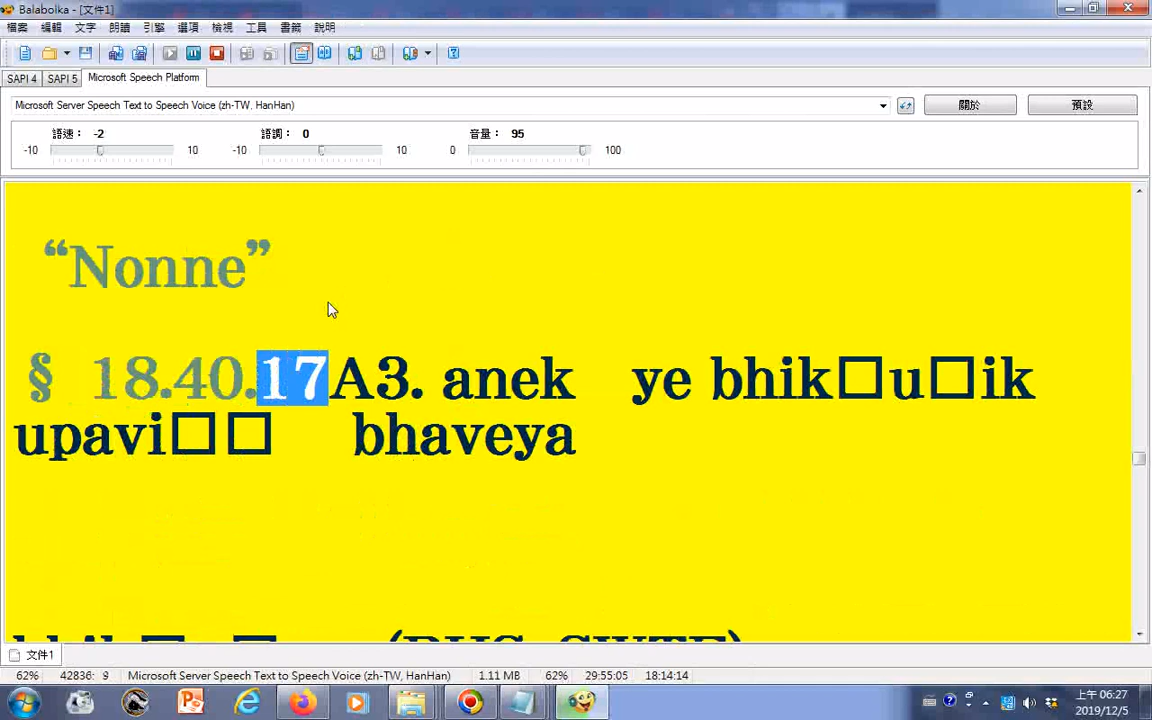 Balabolka - [文件1]
檔案 編輯 文字 朗讀 引擎 選項 檢視 工具 書籤 說明
SAPI 4 SAPI 5 Microsoft Speech Platform
Microsoft Server Speech Text to Speech Voice (zh-TW, HanHan) 關於 預設
語速： -2 語調： 0 音量： 95
-10 10 -10 10 0 100
“Nonne”
§ 18.40.17A3. anek ye bhik□u□ik
upavi□□ bhaveya
文件1
62% 42836: 9 Microsoft Server Speech Text to Speech Voice (zh-TW, HanHan) 1.11 MB 62% 29:55:05 18:14:14
上午 06:27
2019/12/5